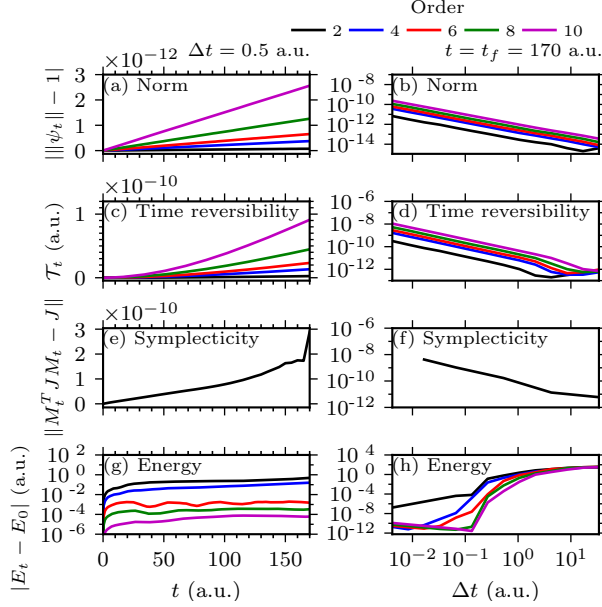 Order
2 4 6 8 10
Δt = 0.5 a.u. t = t_f = 170 a.u.
×10⁻¹²
(a) Norm
|‖ψ_t‖ − 1|
3
2
1
0
(b) Norm
10⁻⁸
10⁻¹⁰
10⁻¹²
10⁻¹⁴
×10⁻¹⁰
(c) Time reversibility
𝒯_t (a.u.)
1
0
(d) Time reversibility
10⁻⁶
10⁻⁸
10⁻¹⁰
10⁻¹²
×10⁻¹⁰
(e) Symplecticity
‖M_t^T J M_t − J‖
3
2
1
0
(f) Symplecticity
10⁻⁶
10⁻⁸
10⁻¹⁰
10⁻¹²
(g) Energy
|E_t − E_0| (a.u.)
10²
10⁰
10⁻²
10⁻⁴
10⁻⁶
0 50 100 150
t (a.u.)
(h) Energy
10⁴
10⁰
10⁻⁴
10⁻⁸
10⁻¹²
10⁻² 10⁻¹ 10⁰ 10¹
Δt (a.u.)